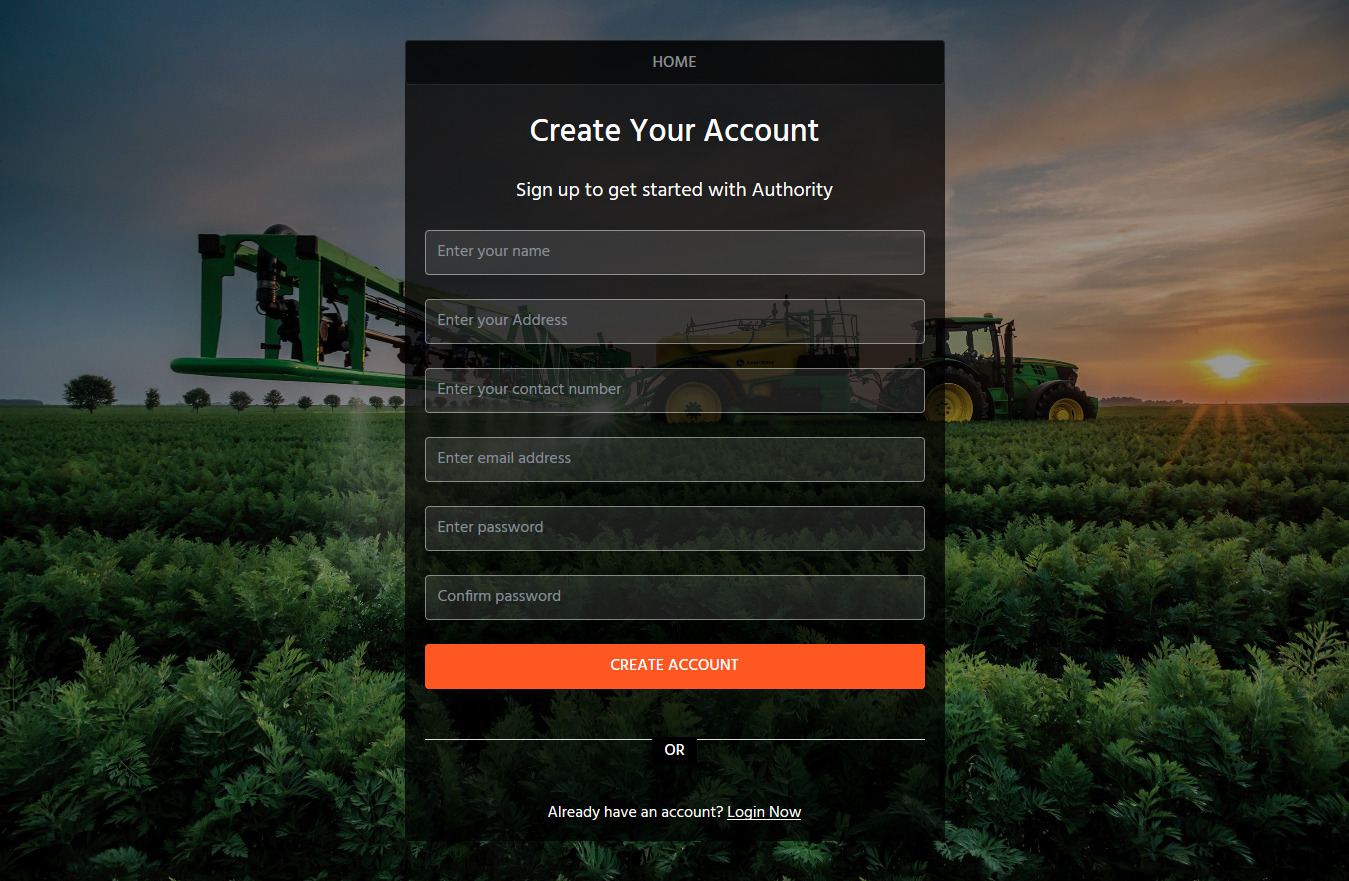 HOME
Create Your Account
Sign up to get started with Authority
Enter your name
Enter your Address
Enter your contact number
Enter email address
Enter password
Confirm password
CREATE ACCOUNT
OR
Already have an account? Login Now